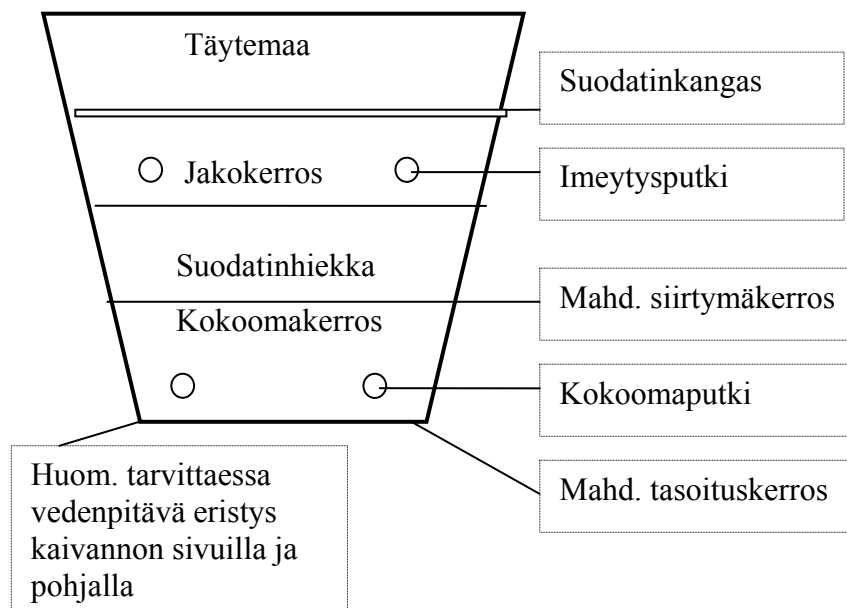 Täytemaa
Suodatinkangas
Jakokerros
Imeytysputki
Suodatinhiekka
Mahd. siirtymäkerros
Kokoomakerros
Kokoomaputki
Huom. tarvittaessa
vedenpitävä eristys
kaivannon sivuilla ja
pohjalla
Mahd. tasoituskerros